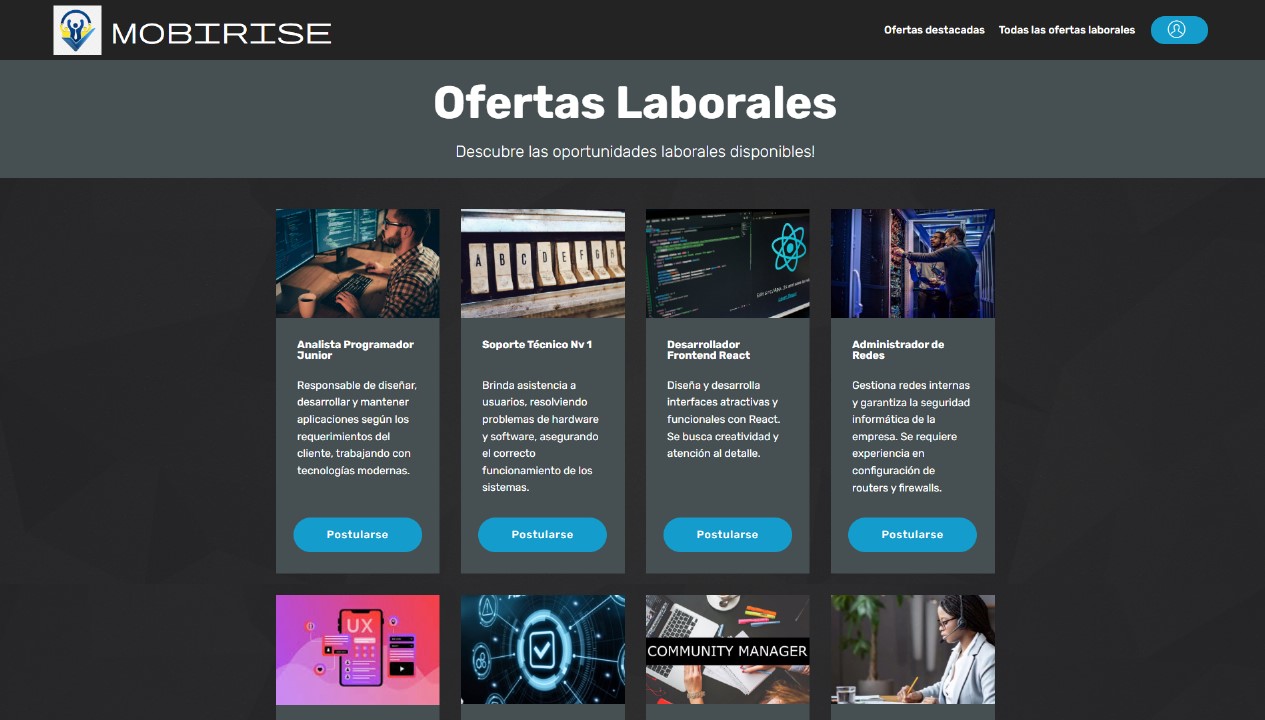 MOBIRISE
Ofertas destacadas
Todas las ofertas laborales
Ofertas Laborales
Descubre las oportunidades laborales disponibles!
A B C D E F G H
Analista Programador
Junior
Responsable de diseñar,
desarrollar y mantener
aplicaciones según los
requerimientos del
cliente, trabajando con
tecnologías modernas.
Postularse
Soporte Técnico Nv 1
Brinda asistencia a
usuarios, resolviendo
problemas de hardware
y software, asegurando
el correcto
funcionamiento de los
sistemas.
Postularse
Desarrollador
Frontend React
Diseña y desarrolla
interfaces atractivas y
funcionales con React.
Se busca creatividad y
atención al detalle.
Postularse
Administrador de
Redes
Gestiona redes internas
y garantiza la seguridad
informática de la
empresa. Se requiere
experiencia en
configuración de
routers y firewalls.
Postularse
UX
COMMUNITY MANAGER